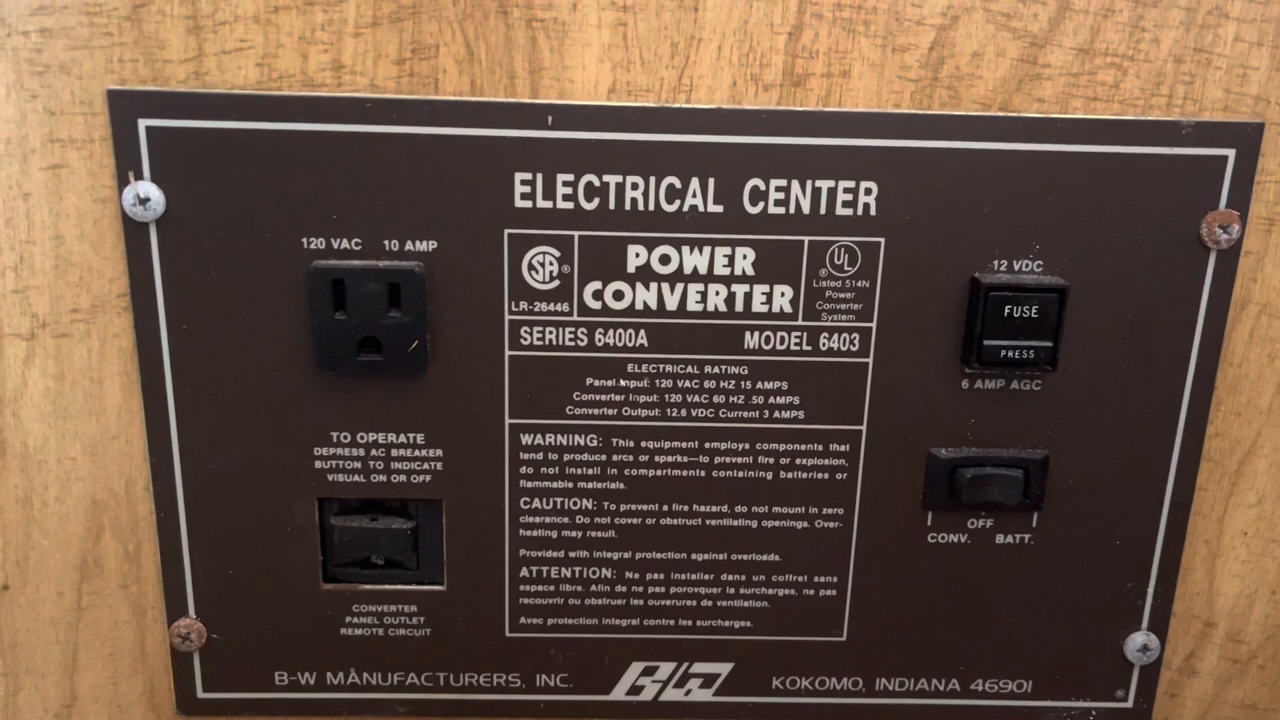 ELECTRICAL CENTER
120 VAC 10 AMP
CSA ®
LR-26446
POWER
CONVERTER
UL ®
Listed 514N
Power
Converter
System
SERIES 6400A MODEL 6403
ELECTRICAL RATING
Panel Input: 120 VAC 60 HZ 15 AMPS
Converter Input: 120 VAC 60 HZ .50 AMPS
Converter Output: 12.6 VDC Current 3 AMPS
WARNING: This equipment employs components that
tend to produce arcs or sparks—to prevent fire or explosion,
do not install in compartments containing batteries or
flammable materials.
CAUTION: To prevent a fire hazard, do not mount in zero
clearance. Do not cover or obstruct ventilating openings. Over-
heating may result.
Provided with integral protection against overloads.
ATTENTION: Ne pas installer dans un coffret sans
espace libre. Afin de ne pas porovquer la surcharges, ne pas
recouvrir ou obstruer les ouverures de ventilation.
Avec protection integral contre les surcharges.
TO OPERATE
DEPRESS AC BREAKER
BUTTON TO INDICATE
VISUAL ON OR OFF
CONVERTER
PANEL OUTLET
REMOTE CIRCUIT
12 VDC
FUSE
PRESS
6 AMP AGC
OFF
CONV. BATT.
B-W MANUFACTURERS, INC.
B/W
KOKOMO, INDIANA 46901